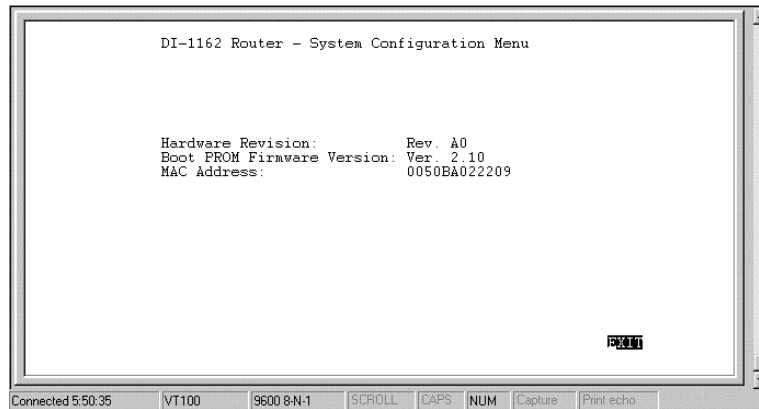 DI-1162 Router - System Configuration Menu
Hardware Revision: Rev. A0
Boot PROM Firmware Version: Ver. 2.10
MAC Address: 0050BA022209
EXIT
Connected 5:50:35 VT100 9600 8-N-1 SCROLL CAPS NUM Capture Print echo